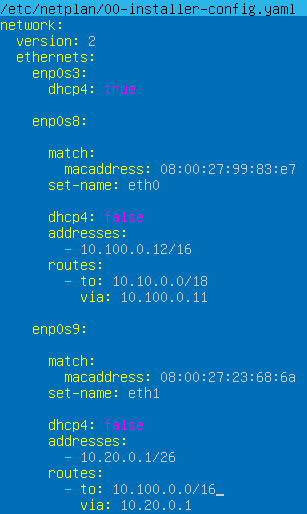 /etc/netplan/00-installer-config.yaml
network:
  version: 2
  ethernets:
    enp0s3:
      dhcp4: true
    enp0s8:
      match:
        macaddress: 08:00:27:99:83:e7
      set-name: eth0
      dhcp4: false
      addresses:
        - 10.100.0.12/16
      routes:
        - to: 10.10.0.0/18
          via: 10.100.0.11
    enp0s9:
      match:
        macaddress: 08:00:27:23:68:6a
      set-name: eth1
      dhcp4: false
      addresses:
        - 10.20.0.1/26
      routes:
        - to: 10.100.0.0/16
          via: 10.20.0.1